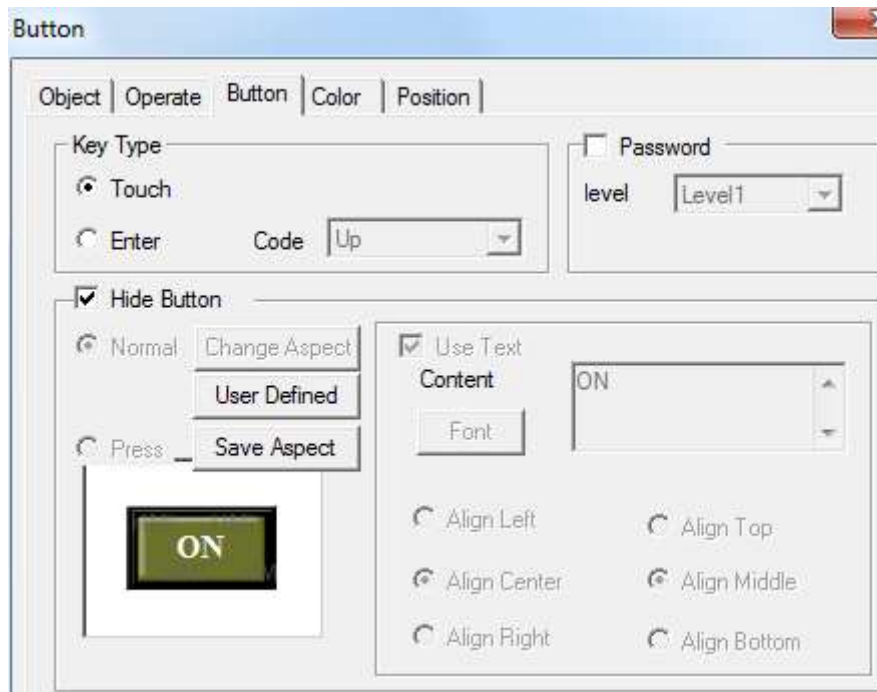 Button
Object Operate Button Color Position
Key Type
Touch
Enter Code Up
Password
level Level1
Hide Button
Normal Change Aspect
User Defined
Press Save Aspect
ON
Use Text
Content ON
Font
Align Left Align Top
Align Center Align Middle
Align Right Align Bottom